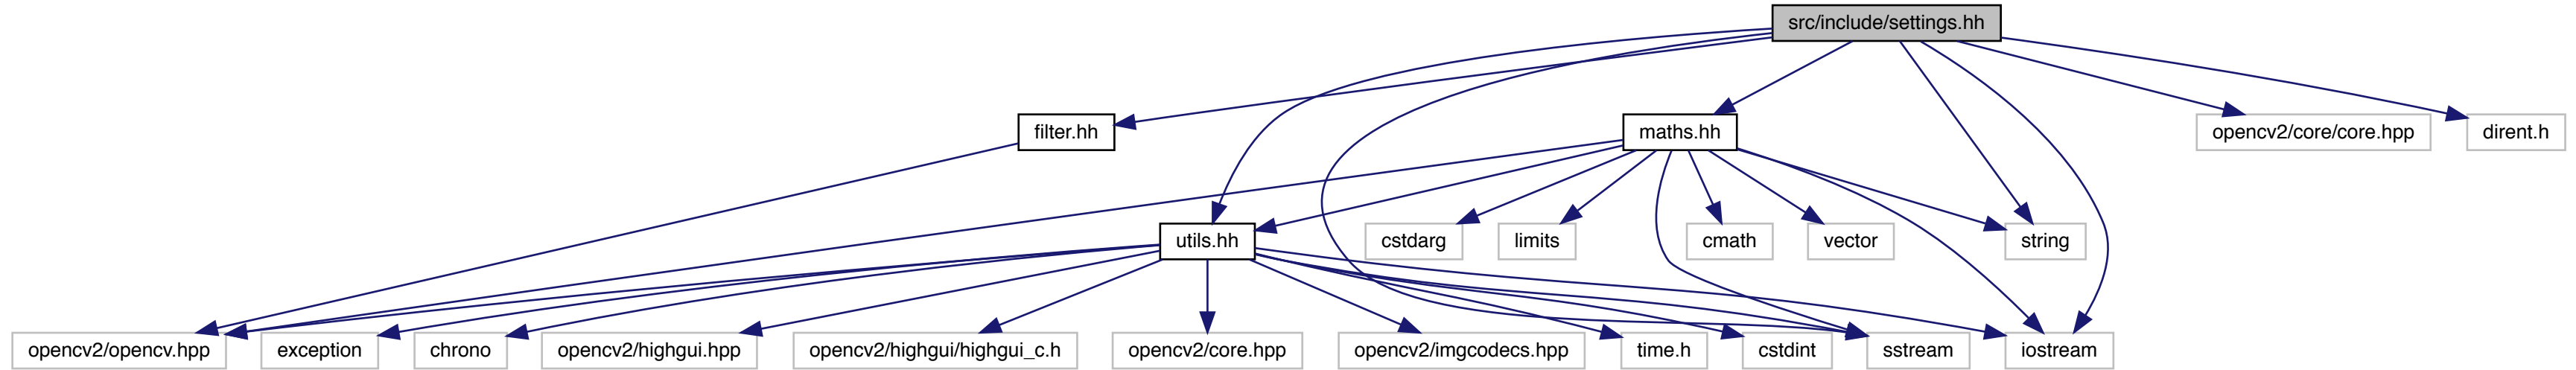 src/include/settings.hh
filter.hh
maths.hh
opencv2/core/core.hpp
dirent.h
utils.hh
cstdarg
limits
cmath
vector
string
opencv2/opencv.hpp
exception
chrono
opencv2/highgui.hpp
opencv2/highgui/highgui_c.h
opencv2/core.hpp
opencv2/imgcodecs.hpp
time.h
cstdint
sstream
iostream